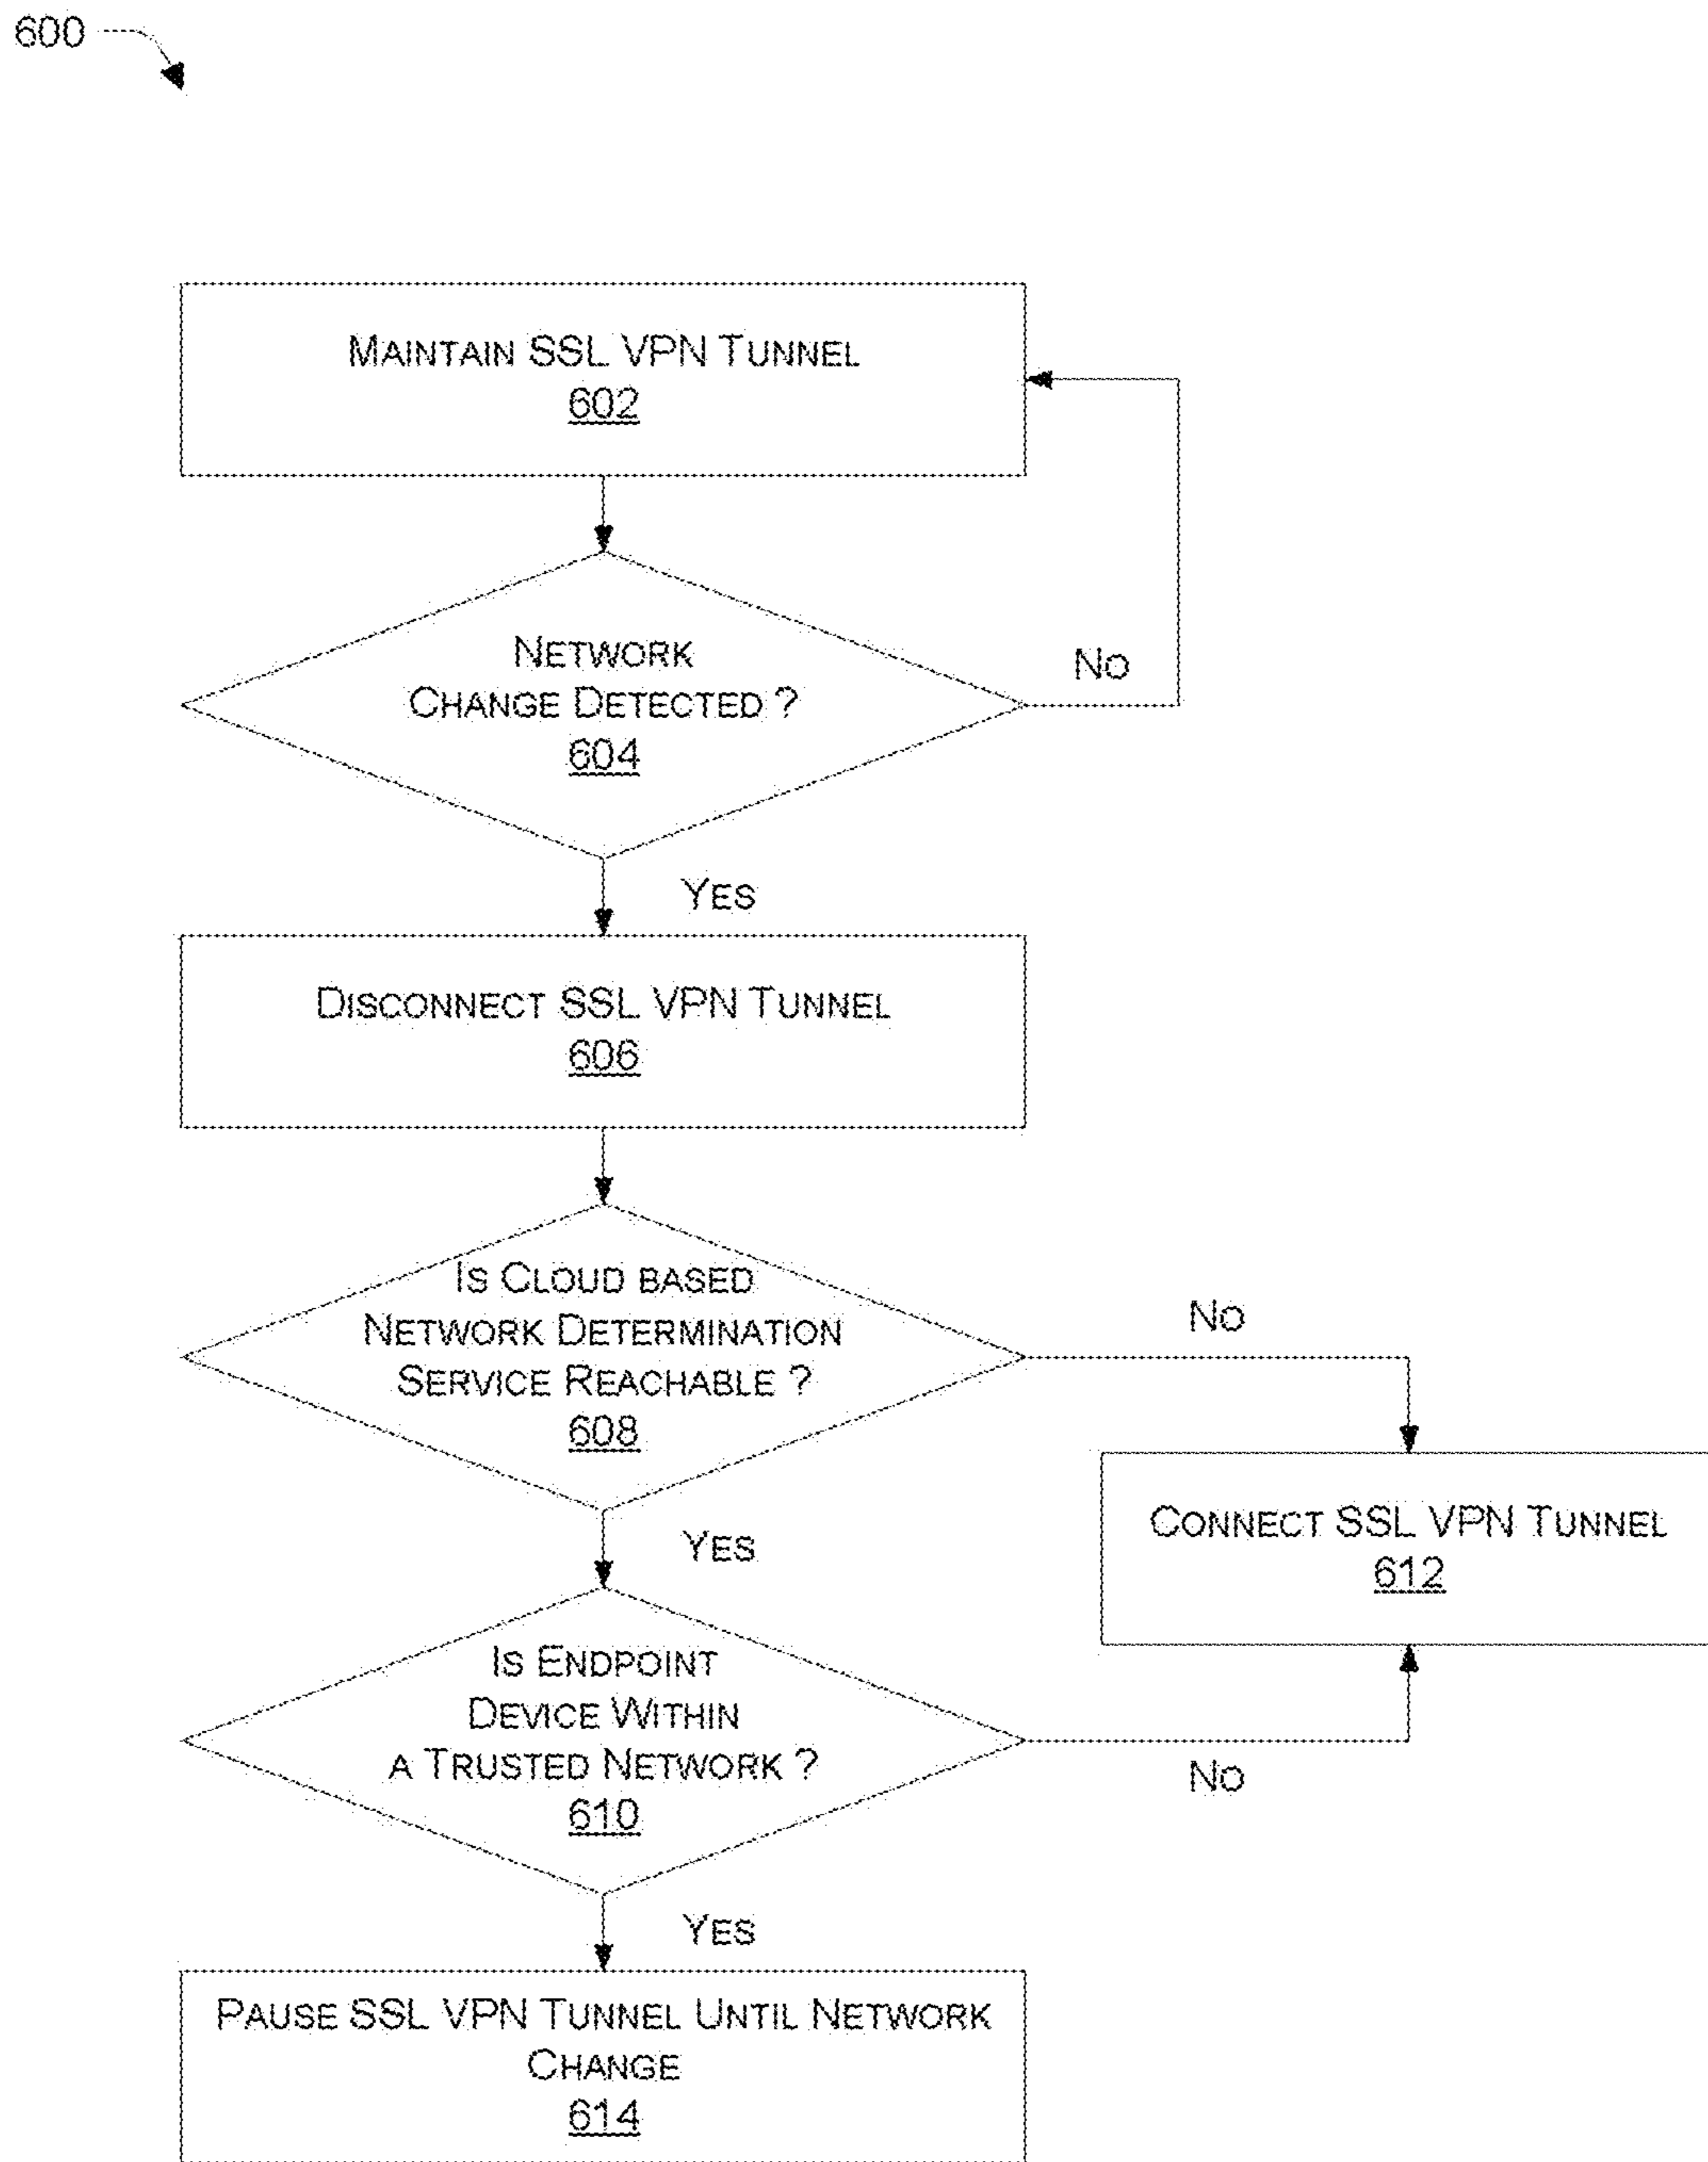 600
MAINTAIN SSL VPN TUNNEL
602
NETWORK
CHANGE DETECTED ?
604
NO
YES
DISCONNECT SSL VPN TUNNEL
606
IS CLOUD BASED
NETWORK DETERMINATION
SERVICE REACHABLE ?
608
NO
YES
CONNECT SSL VPN TUNNEL
612
IS ENDPOINT
DEVICE WITHIN
A TRUSTED NETWORK ?
610
NO
YES
PAUSE SSL VPN TUNNEL UNTIL NETWORK
CHANGE
614